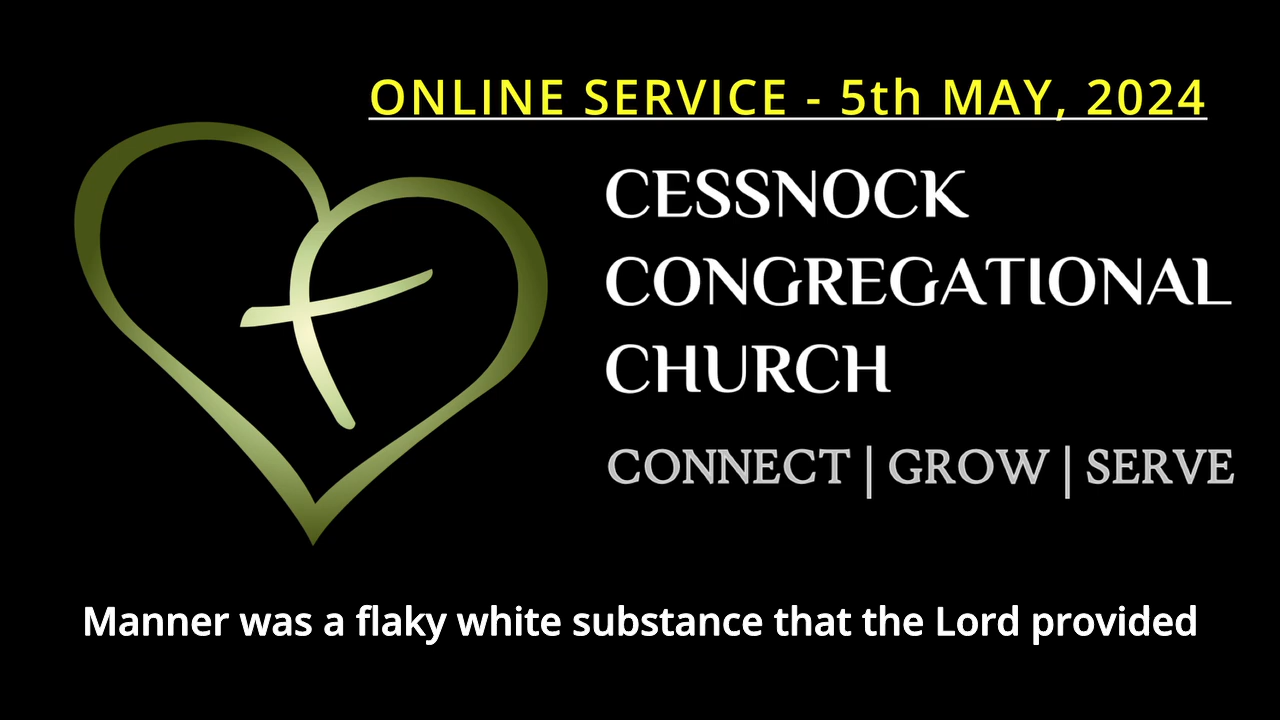 ONLINE SERVICE - 5th MAY, 2024
CESSNOCK
CONGREGATIONAL
CHURCH
CONNECT | GROW | SERVE
Manner was a flaky white substance that the Lord provided